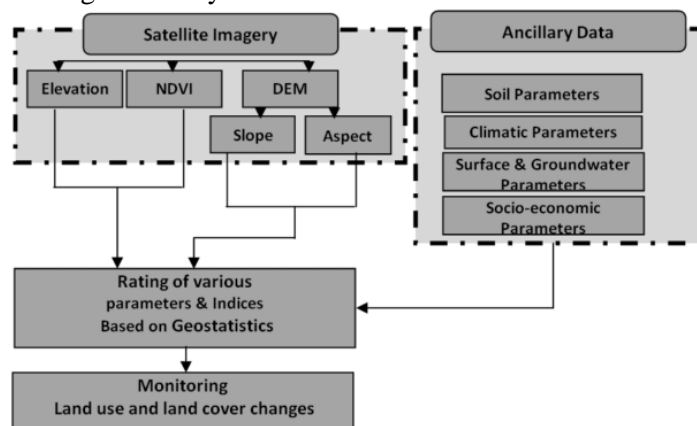 Satellite Imagery
Elevation
NDVI
DEM
Slope
Aspect
Ancillary Data
Soil Parameters
Climatic Parameters
Surface & Groundwater
Parameters
Socio-economic
Parameters
Rating of various
parameters & Indices
Based on Geostatistics
Monitoring
Land use and land cover changes